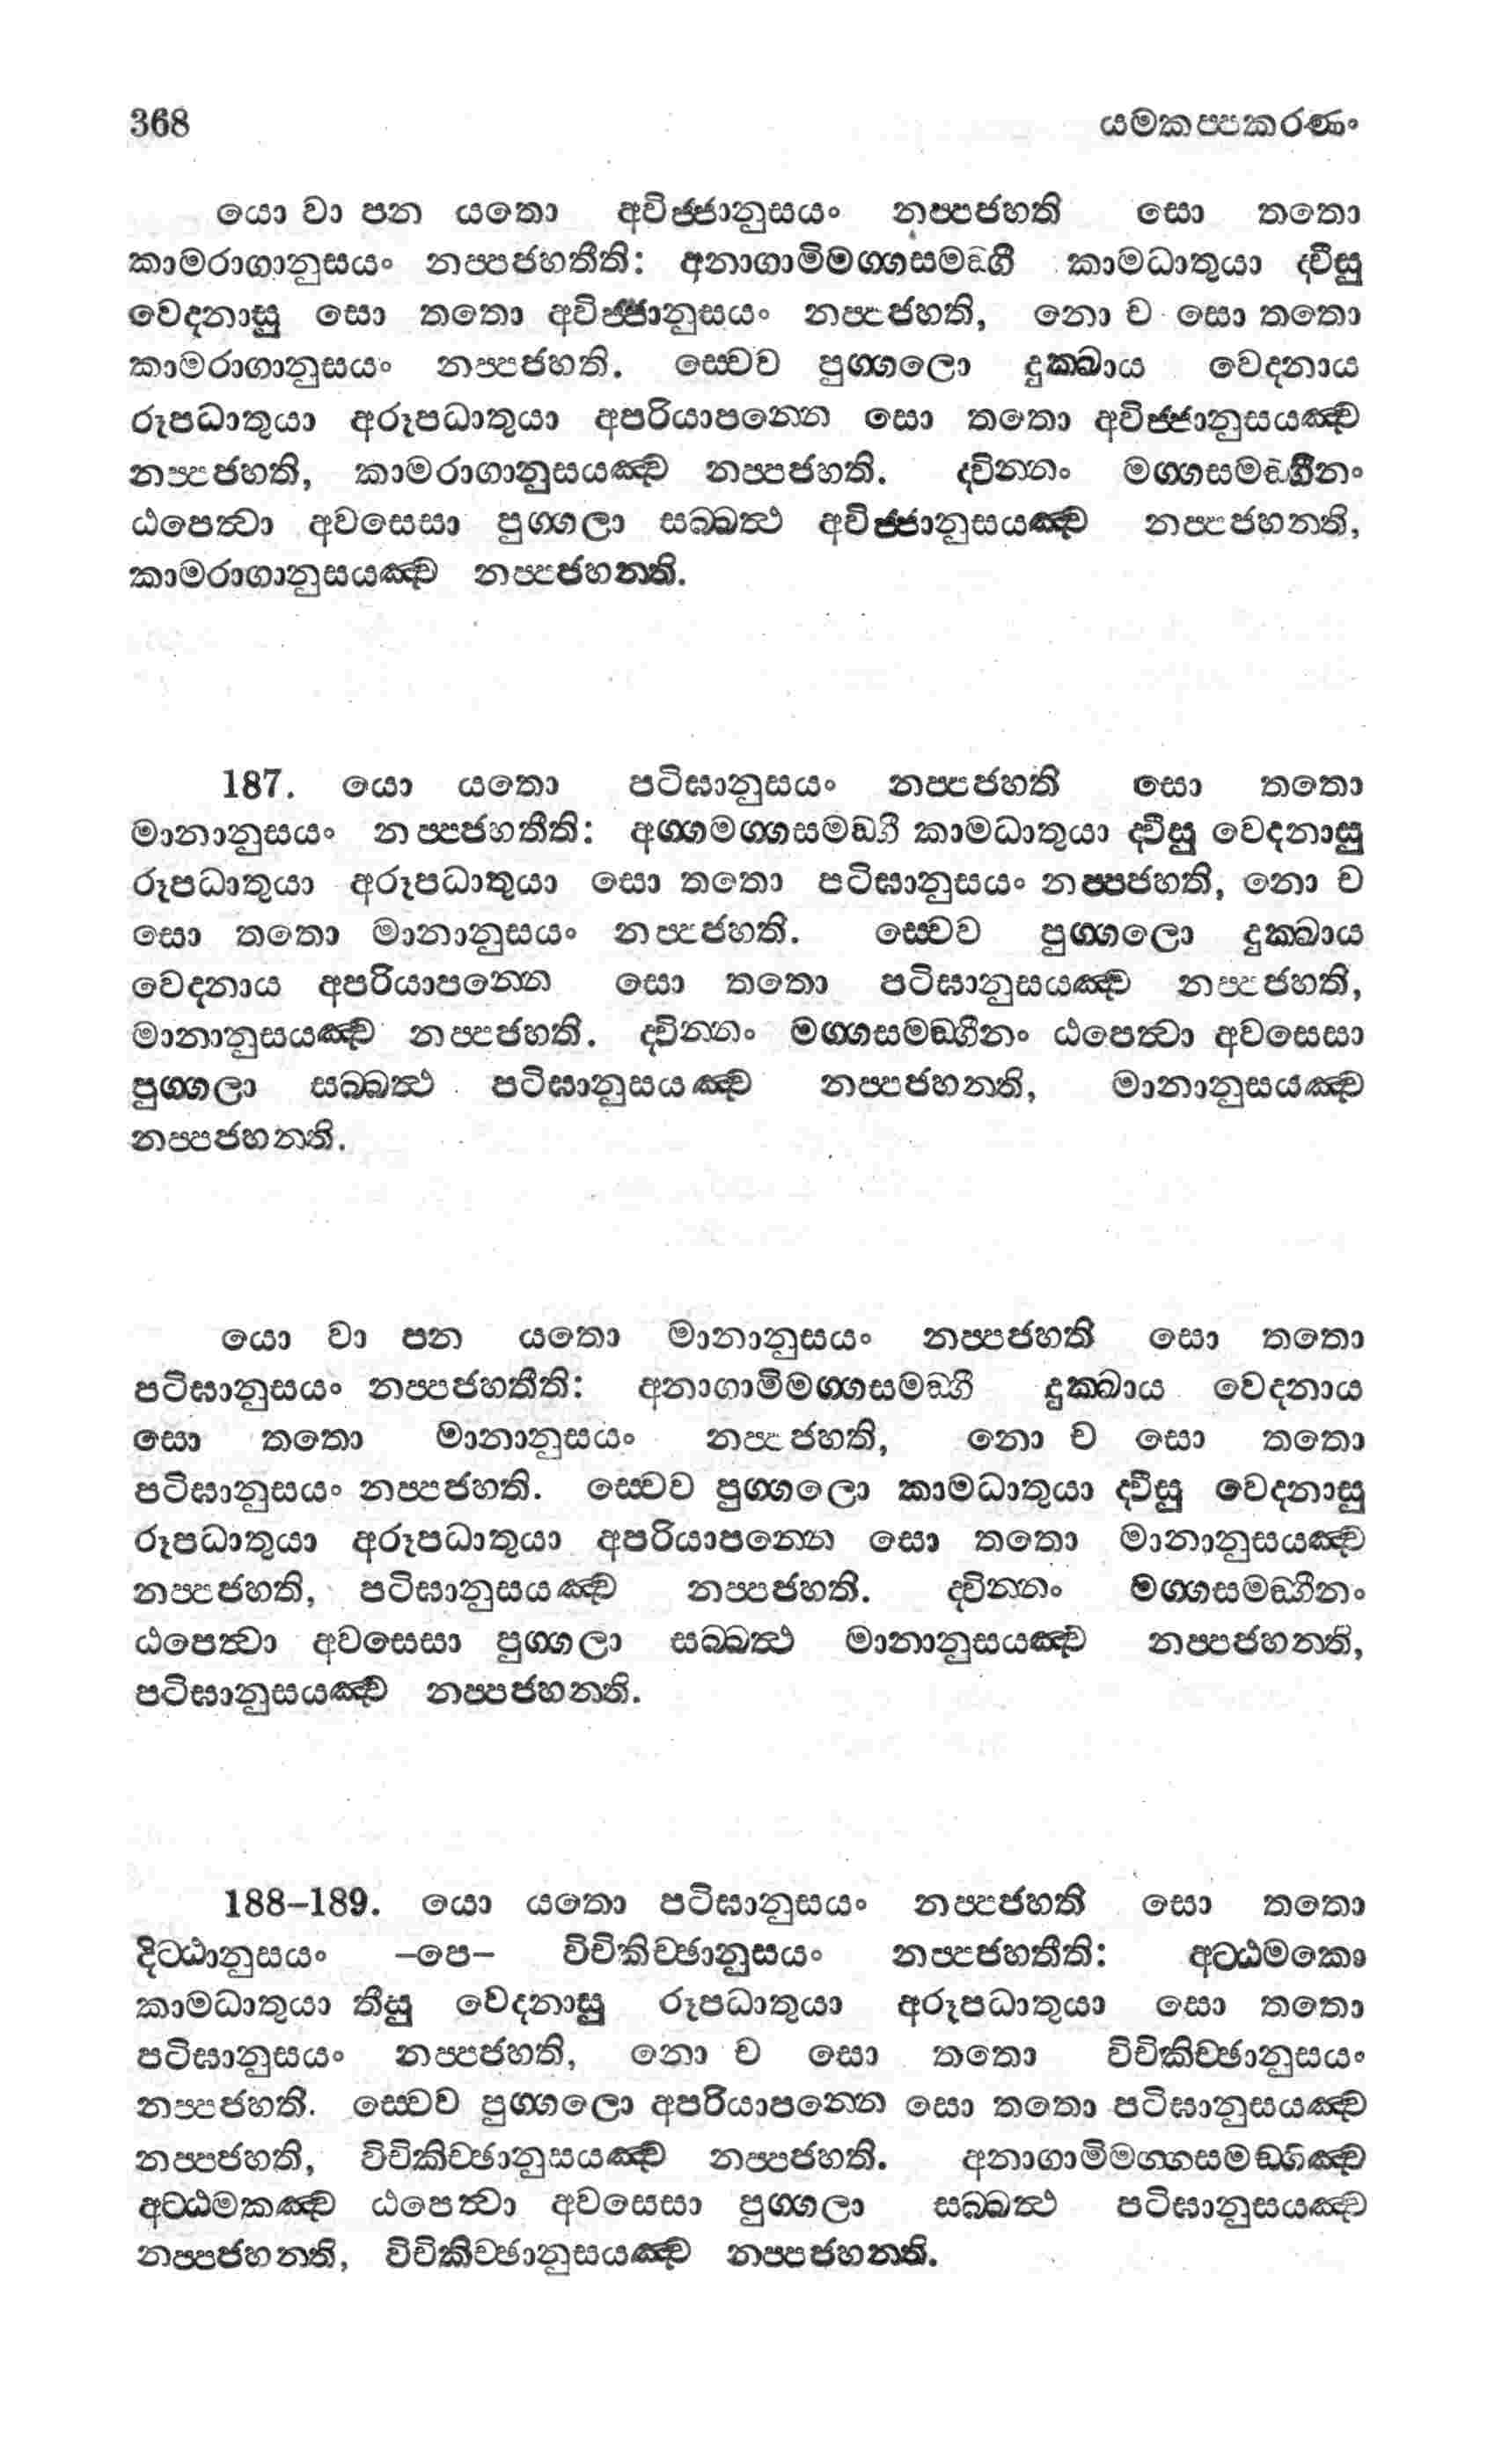 368 යමකප්පකරණං
යො වා පන යතො අවිජ්ජානුසයං නප්පජහති සො තතො
කාමරාගානුසයං නප්පජහතීති: අනාගාමිමග්ගසමඞ්ගී කාමධාතුයා ද්වීසු
වෙදනාසු සො තතො අවිජ්ජානුසයං නප්පජහති, නො ච සො තතො
කාමරාගානුසයං නප්පජහති. ස්වෙව පුග්ගලො දුක්ඛාය වෙදනාය
රූපධාතුයා අරූපධාතුයා අපරියාපන්නෙ සො තතො අවිජ්ජානුසයඤ්ච
නප්පජහති, කාමරාගානුසයඤ්ච නප්පජහති. ද්වින්නං මග්ගසමඞ්ගීනං
ඨපෙත්වා අවසෙසා පුග්ගලා සබ්බත්ථ අවිජ්ජානුසයඤ්ච නප්පජහන්ති,
කාමරාගානුසයඤ්ච නප්පජහන්ති.
187. යො යතො පටිඝානුසයං නප්පජහති සො තතො
මානානුසයං නප්පජහතීති: අග්ගමග්ගසමඞ්ගී කාමධාතුයා ද්වීසු වෙදනාසු
රූපධාතුයා අරූපධාතුයා සො තතො පටිඝානුසයං නප්පජහති, නො ච
සො තතො මානානුසයං නප්පජහති. ස්වෙව පුග්ගලො දුක්ඛාය
වෙදනාය අපරියාපන්නෙ සො තතො පටිඝානුසයඤ්ච නප්පජහති,
මානානුසයඤ්ච නප්පජහති. ද්වින්නං මග්ගසමඞ්ගීනං ඨපෙත්වා අවසෙසා
පුග්ගලා සබ්බත්ථ පටිඝානුසයඤ්ච නප්පජහන්ති, මානානුසයඤ්ච
නප්පජහන්ති.
යො වා පන යතො මානානුසයං නප්පජහති සො තතො
පටිඝානුසයං නප්පජහතීති: අනාගාමිමග්ගසමඞ්ගී දුක්ඛාය වෙදනාය
සො තතො මානානුසයං නප්පජහති, නො ච සො තතො
පටිඝානුසයං නප්පජහති. ස්වෙව පුග්ගලො කාමධාතුයා ද්වීසු වෙදනාසු
රූපධාතුයා අරූපධාතුයා අපරියාපන්නෙ සො තතො මානානුසයඤ්ච
නප්පජහති, පටිඝානුසයඤ්ච නප්පජහති. ද්වින්නං මග්ගසමඞ්ගීනං
ඨපෙත්වා අවසෙසා පුග්ගලා සබ්බත්ථ මානානුසයඤ්ච නප්පජහන්ති,
පටිඝානුසයඤ්ච නප්පජහන්ති.
188–189. යො යතො පටිඝානුසයං නප්පජහති සො තතො
දිට්ඨානුසයං –පෙ– විචිකිච්ඡානුසයං නප්පජහතීති: අට්ඨමකො
කාමධාතුයා තීසු වෙදනාසු රූපධාතුයා අරූපධාතුයා සො තතො
පටිඝානුසයං නප්පජහති, නො ච සො තතො විචිකිච්ඡානුසයං
නප්පජහති. ස්වෙව පුග්ගලො අපරියාපන්නෙ සො තතො පටිඝානුසයඤ්ච
නප්පජහති, විචිකිච්ඡානුසයඤ්ච නප්පජහති. අනාගාමිමග්ගසමඞ්ගිඤ්ච
අට්ඨමකඤ්ච ඨපෙත්වා අවසෙසා පුග්ගලා සබ්බත්ථ පටිඝානුසයඤ්ච
නප්පජහන්ති, විචිකිච්ඡානුසයඤ්ච නප්පජහන්ති.